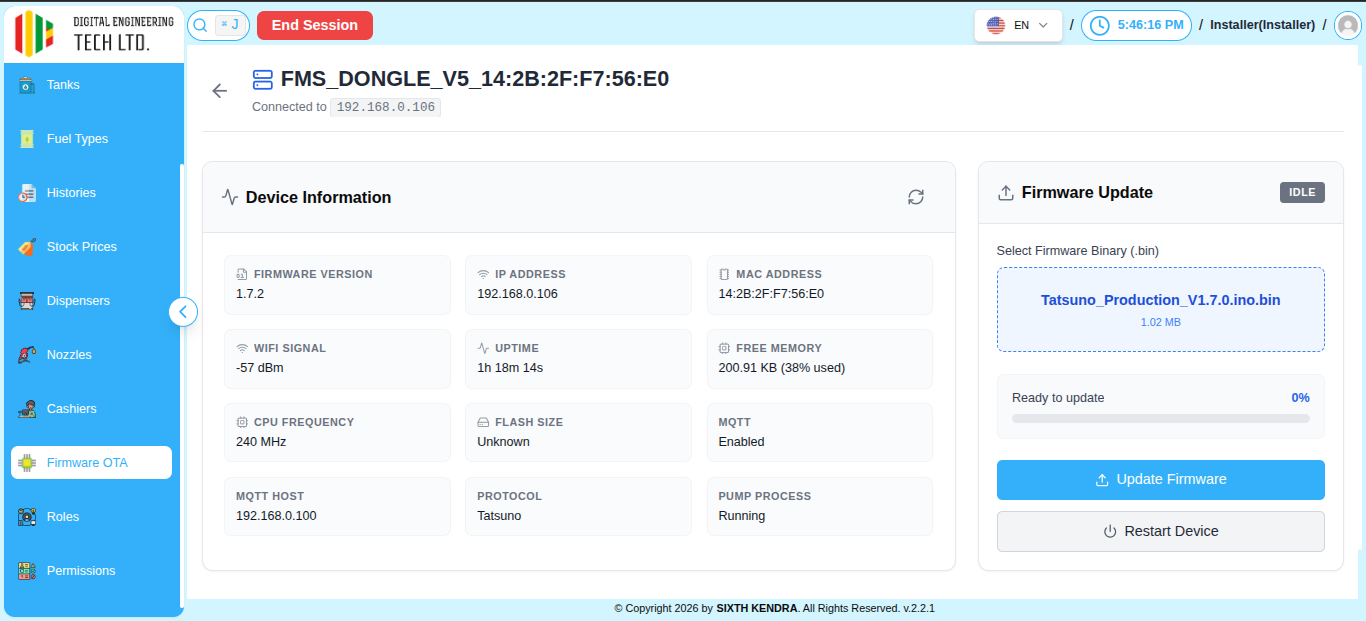 DIGITAL ENGINEERING
TECH LTD.
⌘ J
End Session
EN
/
5:46:16 PM
/
Installer(Installer)
/
Tanks
Fuel Types
Histories
Stock Prices
Dispensers
Nozzles
Cashiers
Firmware OTA
Roles
Permissions
FMS_DONGLE_V5_14:2B:2F:F7:56:E0
Connected to 192.168.0.106
Device Information
FIRMWARE VERSION
1.7.2
IP ADDRESS
192.168.0.106
MAC ADDRESS
14:2B:2F:F7:56:E0
WIFI SIGNAL
-57 dBm
UPTIME
1h 18m 14s
FREE MEMORY
200.91 KB (38% used)
CPU FREQUENCY
240 MHz
FLASH SIZE
Unknown
MQTT
Enabled
MQTT HOST
192.168.0.100
PROTOCOL
Tatsuno
PUMP PROCESS
Running
Firmware Update
IDLE
Select Firmware Binary (.bin)
Tatsuno_Production_V1.7.0.ino.bin
1.02 MB
Ready to update
0%
Update Firmware
Restart Device
© Copyright 2026 by SIXTH KENDRA. All Rights Reserved. v.2.2.1